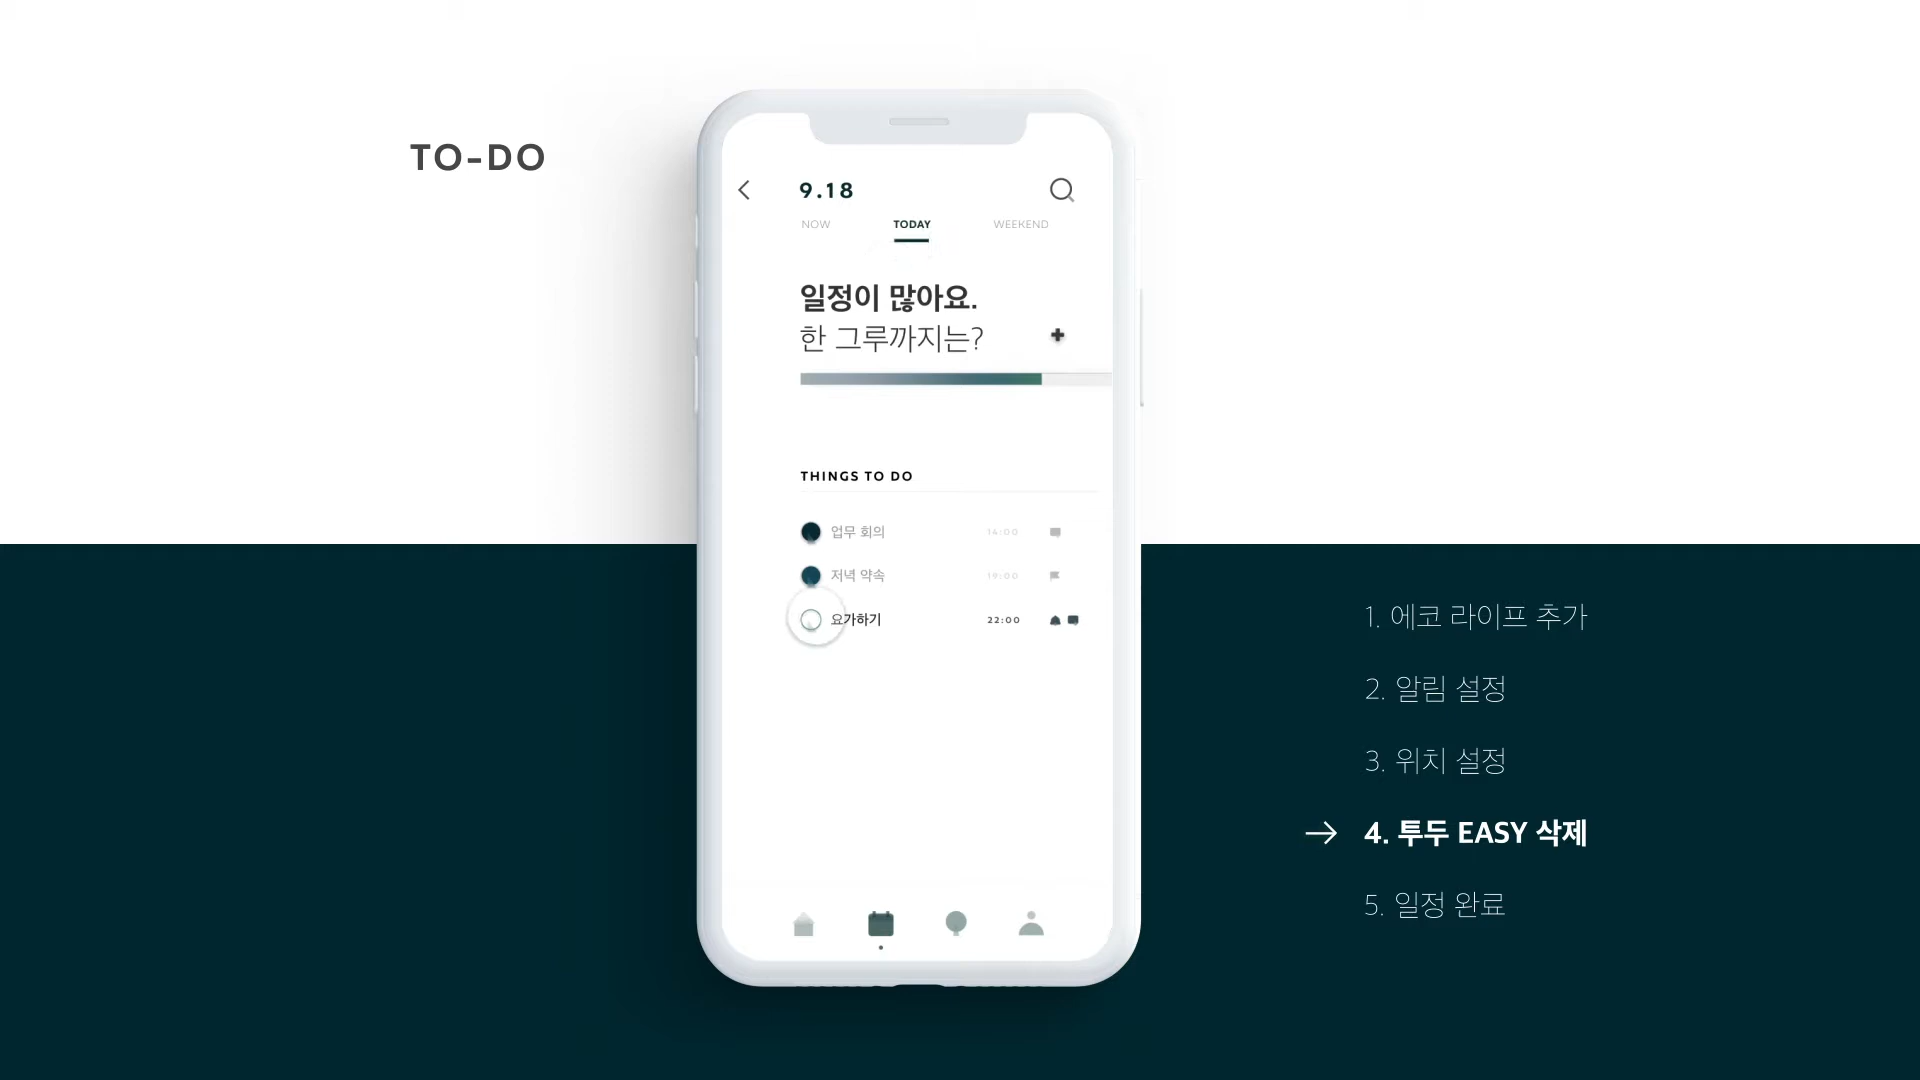 TO-DO
9.18
NOW TODAY WEEKEND
일정이 많아요.
한 그루까지는?
THINGS TO DO
업무 회의 14:00
저녁 약속 19:00
요가하기 22:00
1. 에코 라이프 추가
2. 알림 설정
3. 위치 설정
4. 투두 EASY 삭제
5. 일정 완료